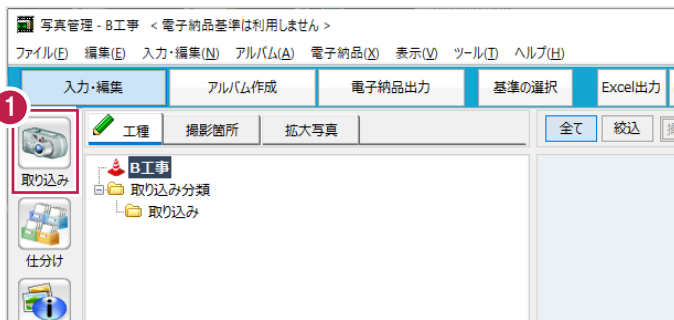 写真管理 - B工事 < 電子納品基準は利用しません >
ファイル(F) 編集(E) 入力・編集(N) アルバム(A) 電子納品(X) 表示(V) ツール(T) ヘルプ(H)
入力・編集 アルバム作成 電子納品出力 基準の選択 Excel出力
1
工種 撮影箇所 拡大写真 全て 絞込
取り込み
B工事
取り込み分類
取り込み
仕分け